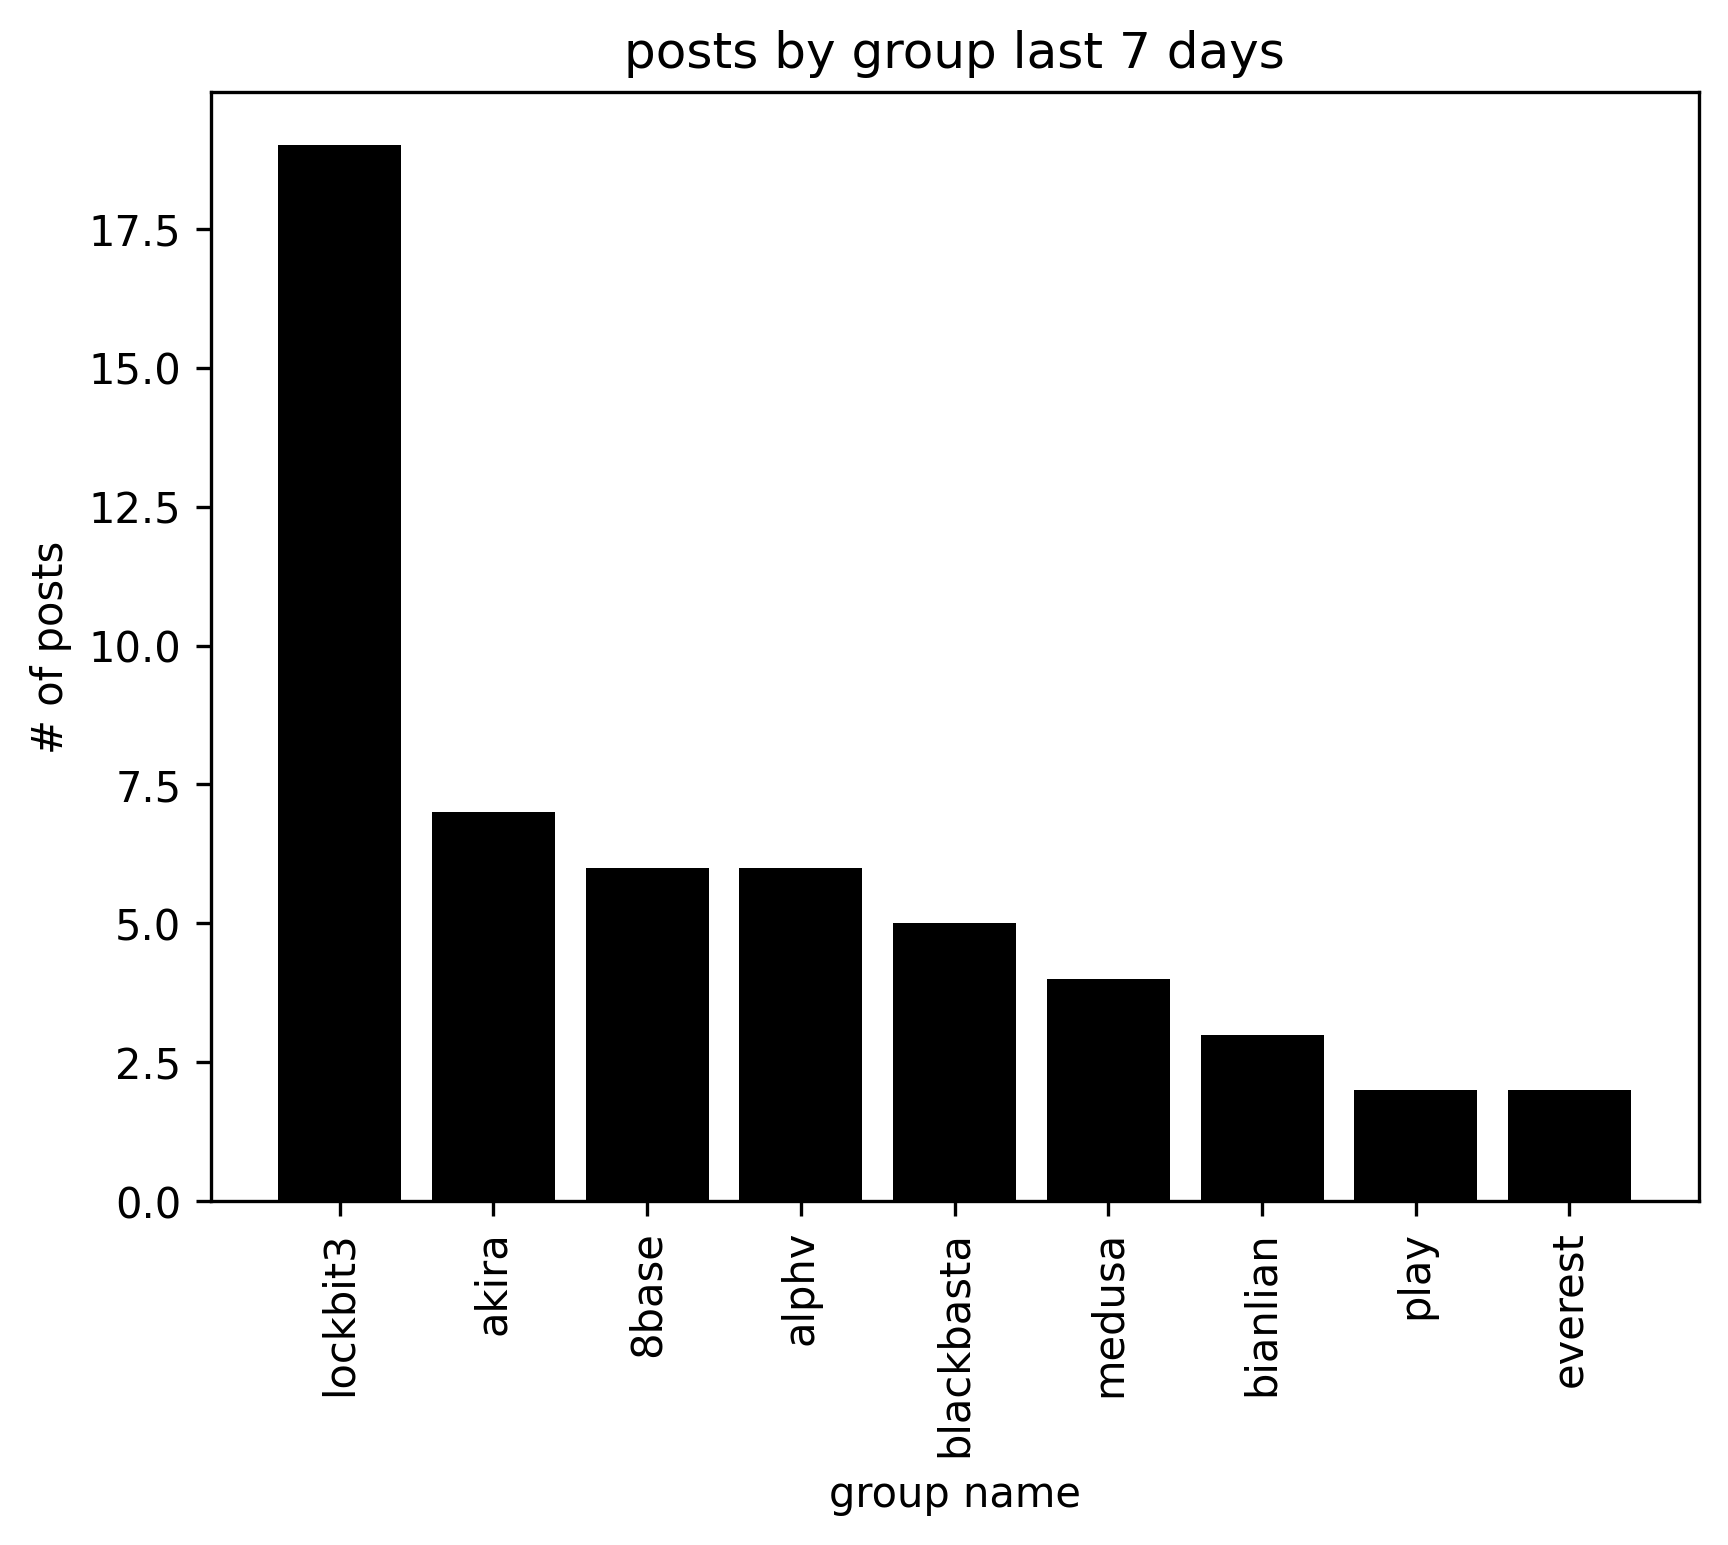 posts by group last 7 days
17.5
15.0
12.5
10.0
7.5
5.0
2.5
0.0
# of posts
lockbit3
akira
8base
alphv
blackbasta
medusa
bianlian
play
everest
group name